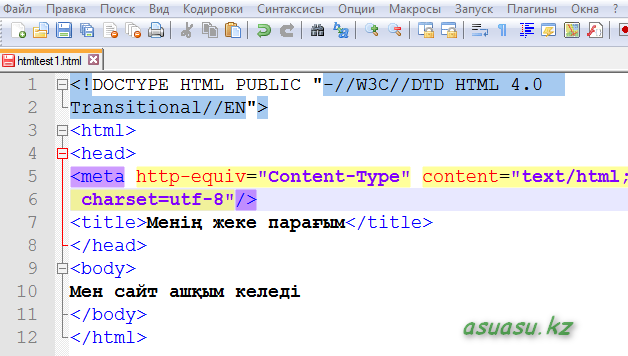 Файл Правка Поиск Вид Кодировки Синтаксисы Опции Макросы Запуск Плагины Окна ?
htmltest1.html
1 <!DOCTYPE HTML PUBLIC "-//W3C//DTD HTML 4.0
2 Transitional//EN">
3 <html>
4 <head>
5 <meta http-equiv="Content-Type" content="text/html;
6 charset=utf-8"/>
7 <title>Менің жеке парағым</title>
8 </head>
9 <body>
10 Мен сайт ашқым келеді
11 </body>
12 </html>
asuasu.kz